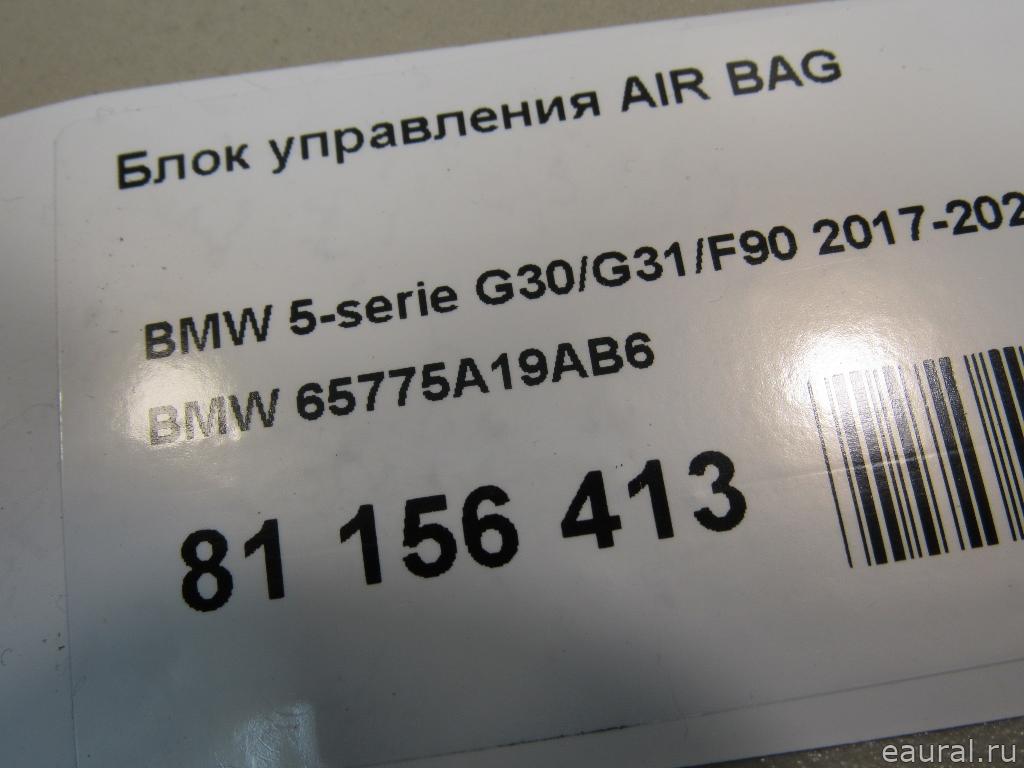 Блок управления AIR BAG
BMW 5-serie G30/G31/F90 2017-202
BMW 65775A19AB6
81 156 413
eaural.ru